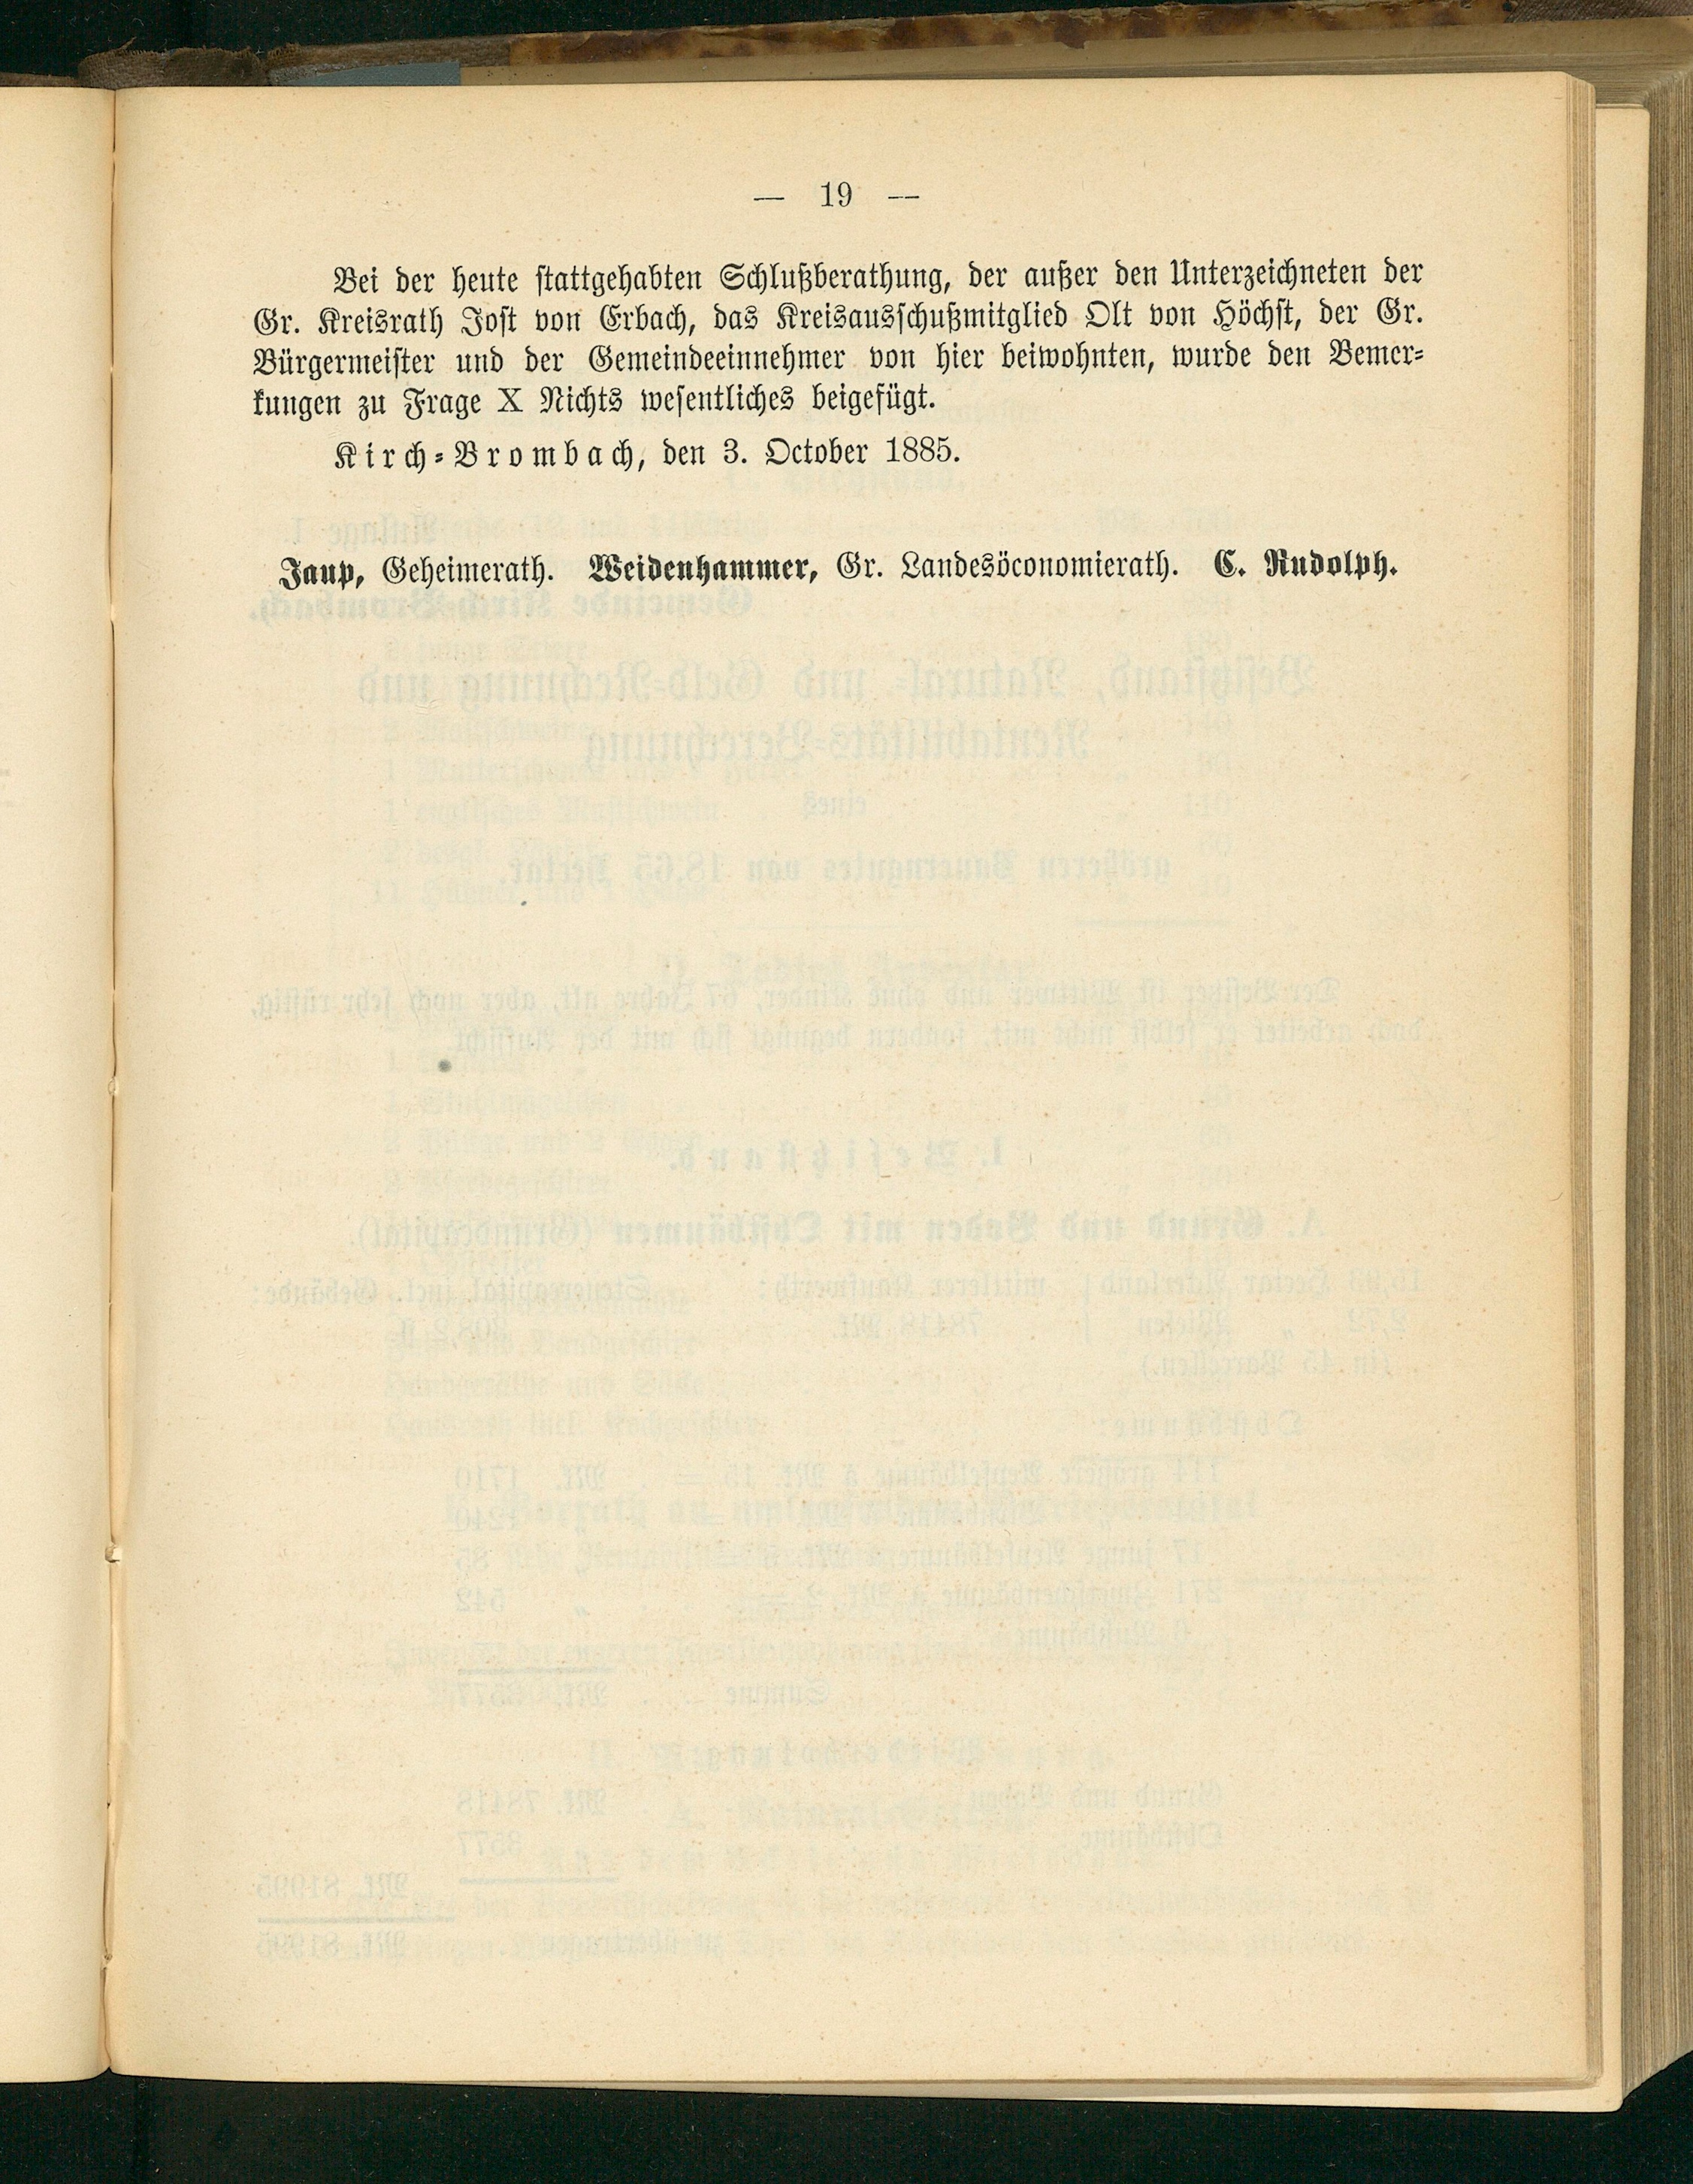 — 19 —
Bei der heute stattgehabten Schlußberathung, der außer den Unterzeichneten der
Gr. Kreisrath Jost von Erbach, das Kreisausschußmitglied Olt von Höchst, der Gr.
Bürgermeister und der Gemeindeeinnehmer von hier beiwohnten, wurde den Bemer-
kungen zu Frage X Nichts wesentliches beigefügt.
Kirch-Brombach, den 3. October 1885.
Jaup, Geheimerath. Weidenhammer, Gr. Landesöconomierath. C. Rudolph.